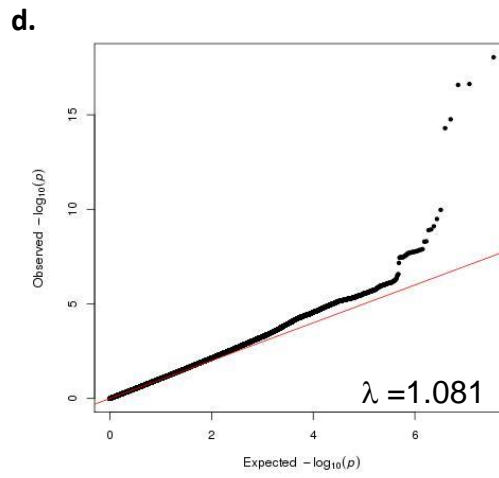 d.
15
10
5
0
Observed −log₁₀(p)
λ =1.081
0 2 4 6
Expected −log₁₀(p)